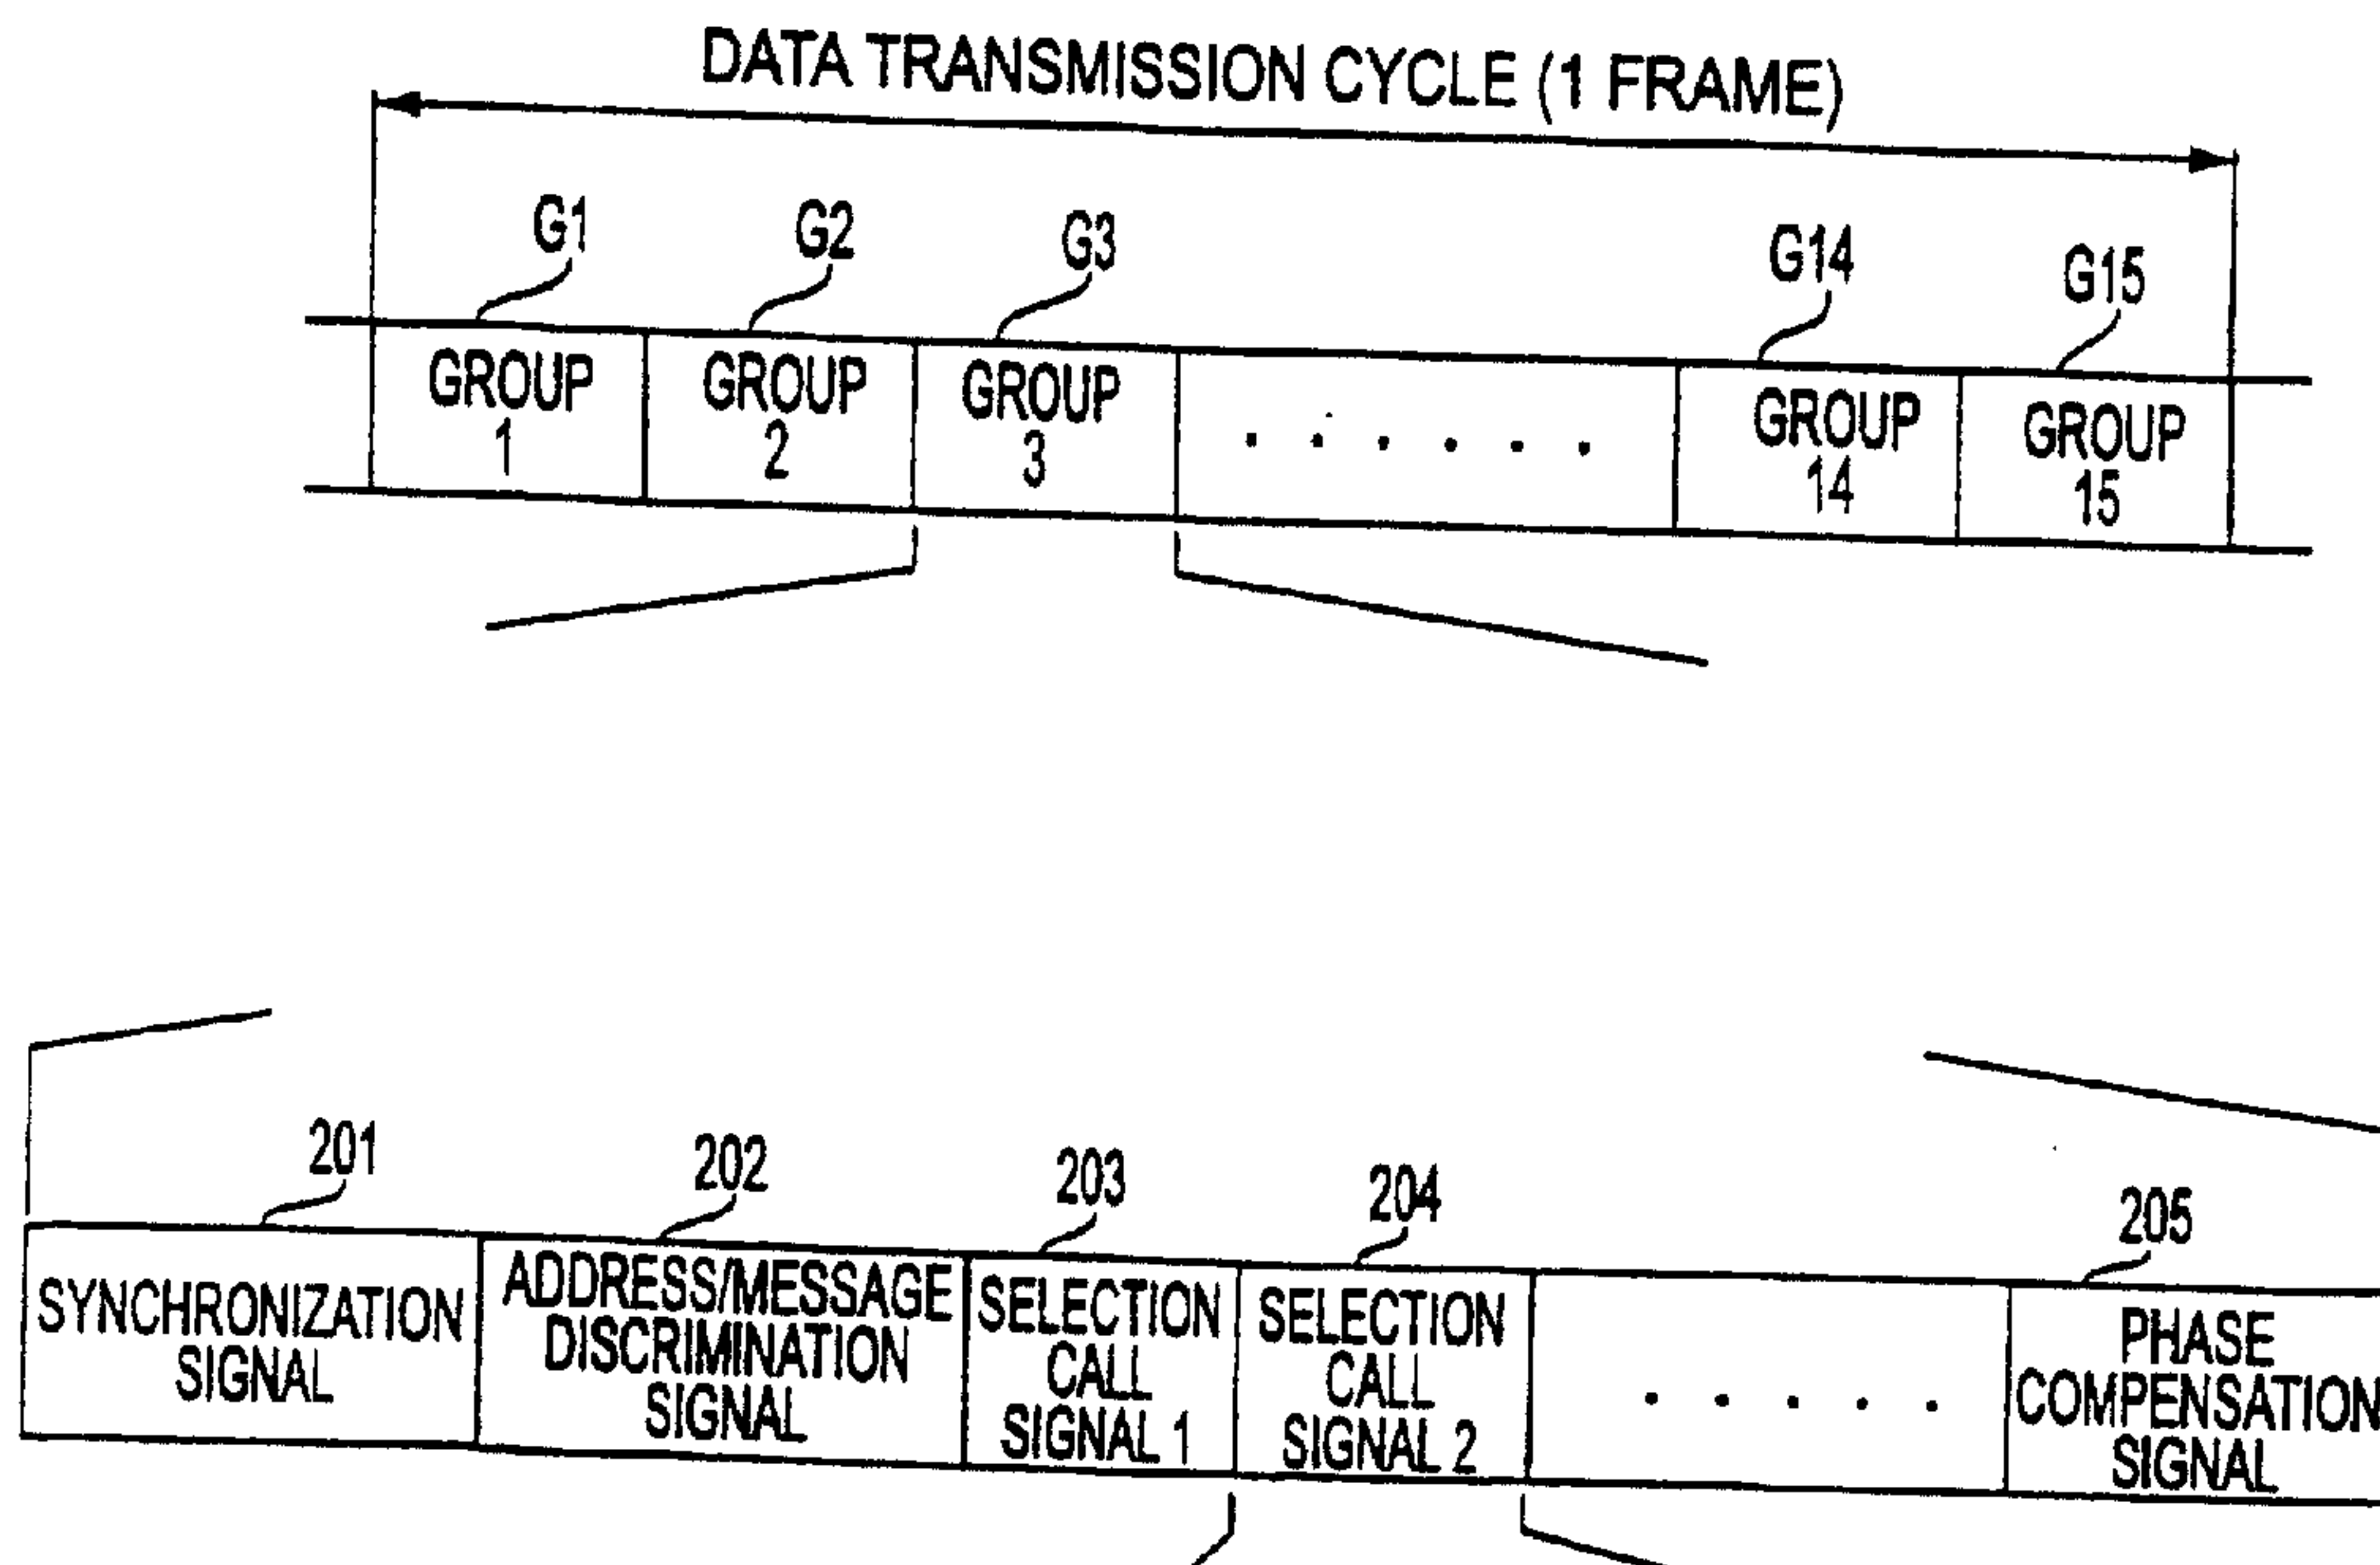 DATA TRANSMISSION CYCLE (1 FRAME)
G1 G2 G3 G14 G15
GROUP 1
GROUP 2
GROUP 3
. . . . . .
GROUP 14
GROUP 15
201 202 203 204 205
SYNCHRONIZATION
SIGNAL
ADDRESS/MESSAGE
DISCRIMINATION
SIGNAL
SELECTION
CALL
SIGNAL 1
SELECTION
CALL
SIGNAL 2
. . . . .
PHASE
COMPENSATION
SIGNAL